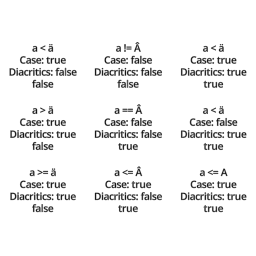 a < ä
Case: true
Diacritics: false
false
a != Â
Case: false
Diacritics: false
false
a < ä
Case: true
Diacritics: true
true
a > ä
Case: true
Diacritics: true
false
a == Â
Case: false
Diacritics: false
true
a < ä
Case: false
Diacritics: true
true
a >= ä
Case: true
Diacritics: true
false
a <= Â
Case: true
Diacritics: false
true
a <= A
Case: true
Diacritics: true
true